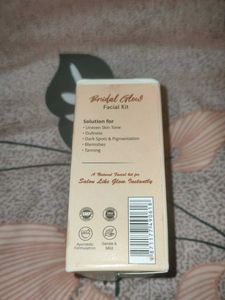 Bridal Glow
Facial Kit
Solution for
• Uneven Skin Tone
• Dullness
• Dark Spots & Pigmentation
• Blemishes
• Tanning
A Natural Facial kit for
Salon Like Glow Instantly
GMP
Ayurvedic
Formulation
Gentle &
Mild